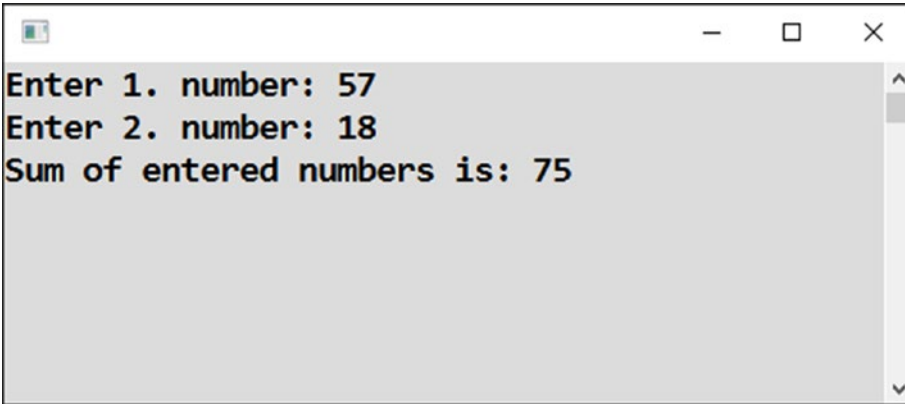 Enter 1. number: 57
Enter 2. number: 18
Sum of entered numbers is: 75